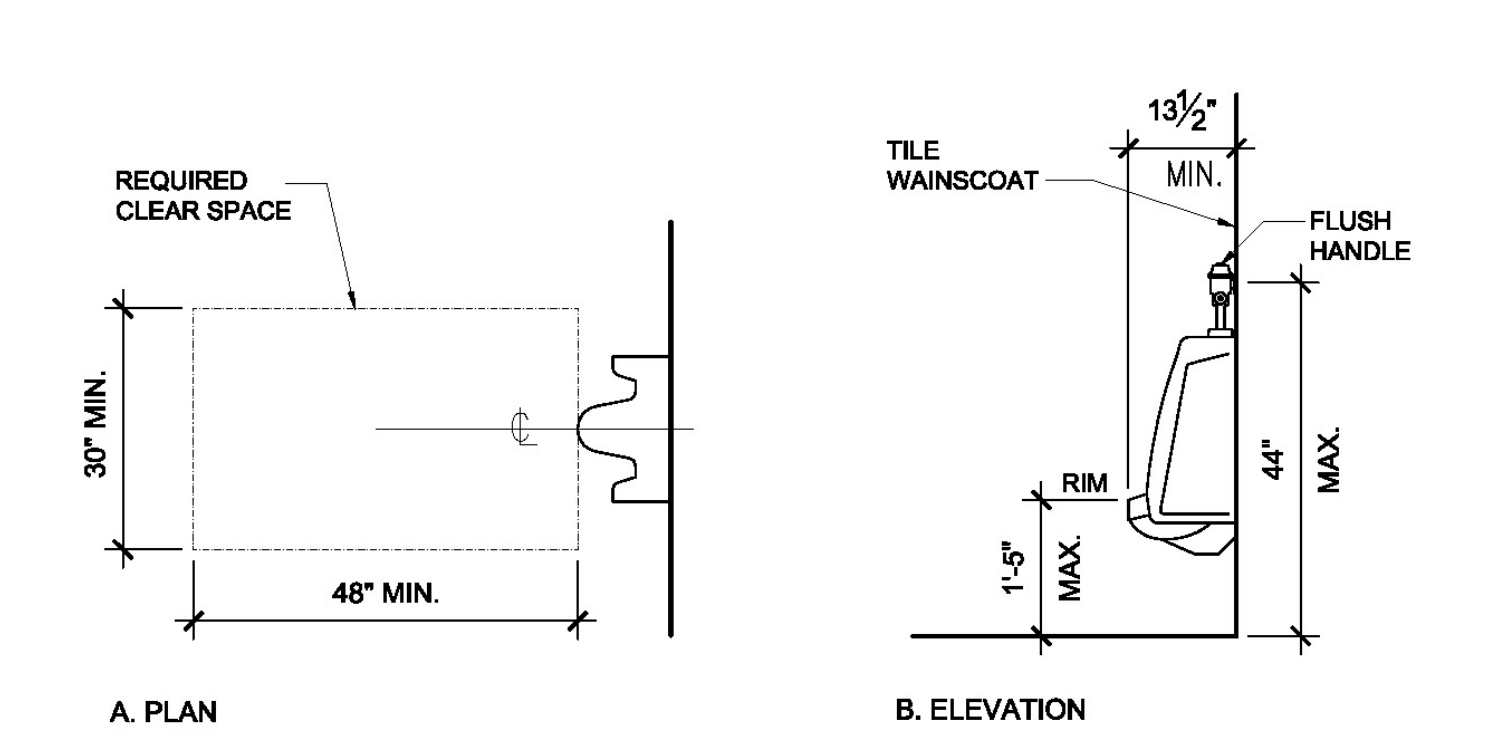 REQUIRED
CLEAR SPACE
30" MIN.
48" MIN.
℄
A. PLAN
13½"
MIN.
TILE
WAINSCOAT
FLUSH
HANDLE
RIM
1'-5"
MAX.
44"
MAX.
B. ELEVATION